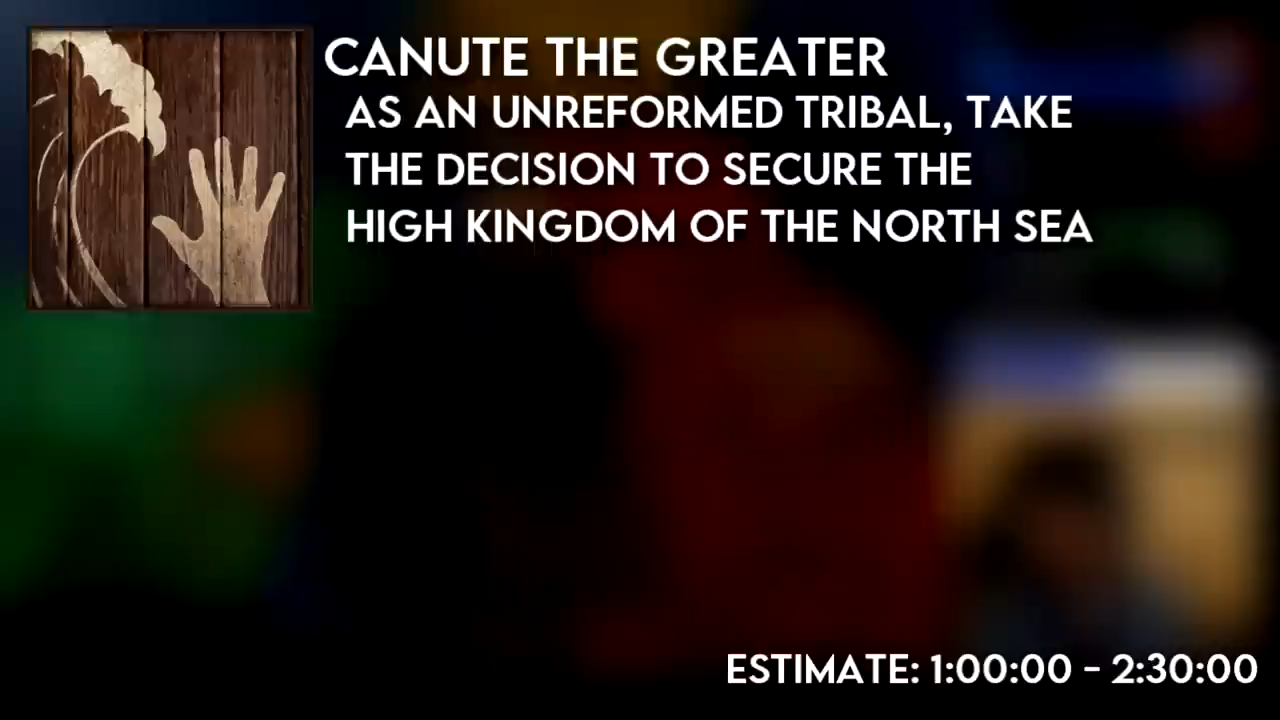 CANUTE THE GREATER
AS AN UNREFORMED TRIBAL, TAKE
THE DECISION TO SECURE THE
HIGH KINGDOM OF THE NORTH SEA
ESTIMATE: 1:00:00 - 2:30:00